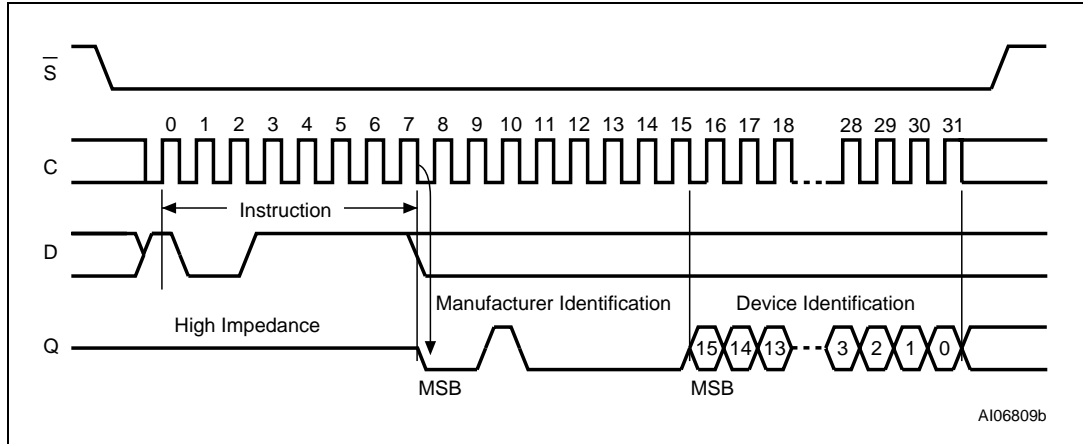 S
0 1 2 3 4 5 6 7 8 9 10 11 12 13 14 15 16 17 18 28 29 30 31
C
Instruction
D
Manufacturer Identification Device Identification
High Impedance
Q
15 14 13 3 2 1 0
MSB MSB
AI06809b